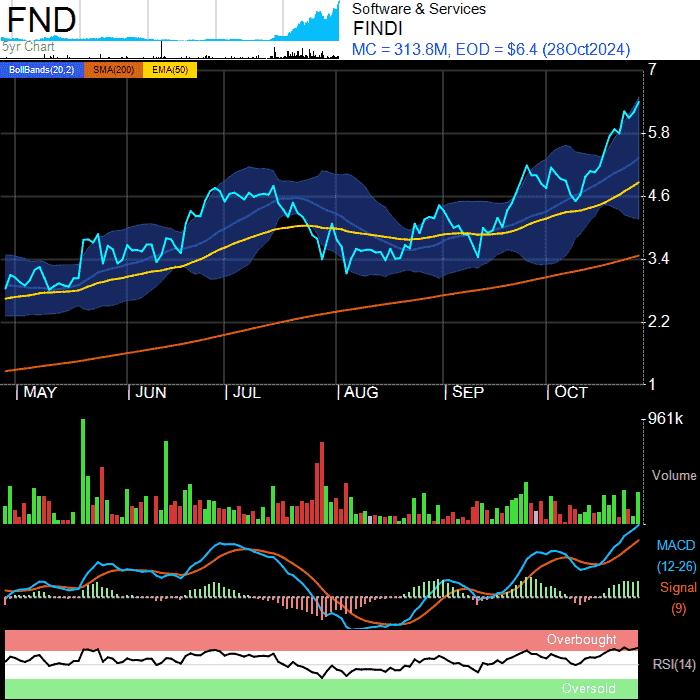 FND
Software & Services
FINDI
5yr Chart
MC = 313.8M, EOD = $6.4 (28Oct2024)
BollBands(20,2) SMA(200) EMA(50)
7
5.8
4.6
3.4
2.2
1
MAY JUN JUL AUG SEP OCT
961k
Volume
MACD
(12-26)
Signal
(9)
Overbought
RSI(14)
Oversold